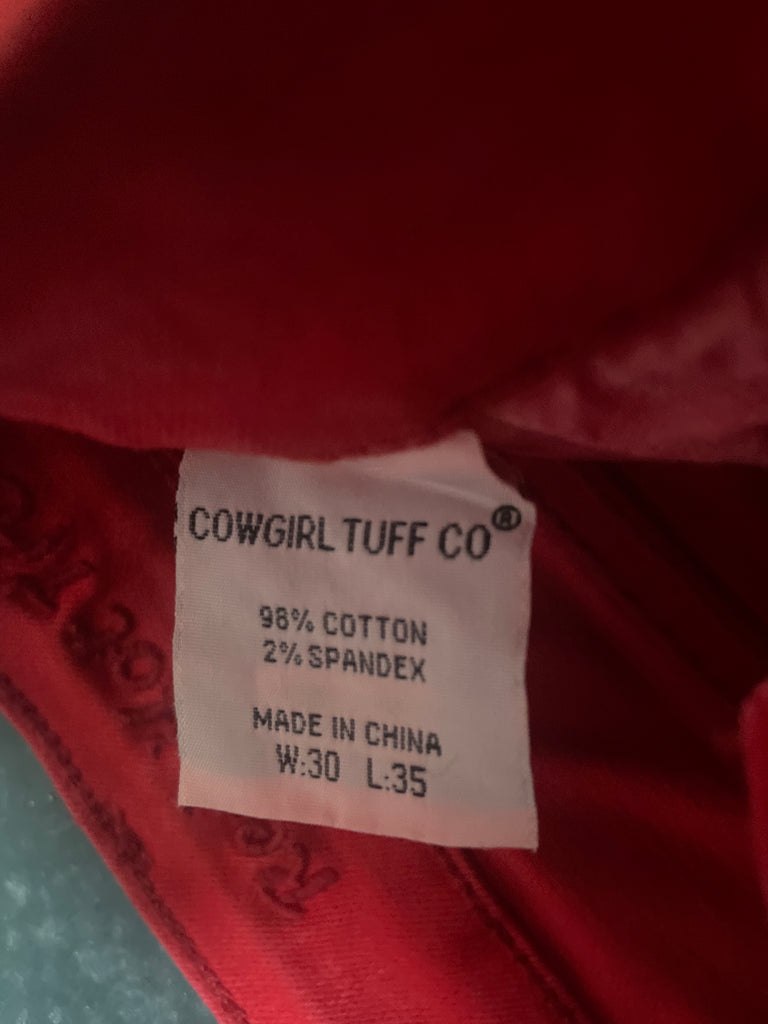 COWGIRL TUFF CO®
98% COTTON
2% SPANDEX
MADE IN CHINA
W:30 L:35